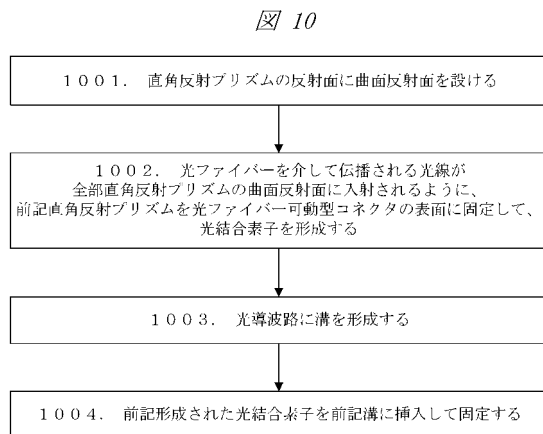 図 10
1001. 直角反射プリズムの反射面に曲面反射面を設ける
1002. 光ファイバーを介して伝播される光線が
全部直角反射プリズムの曲面反射面に入射されるように、
前記直角反射プリズムを光ファイバー可動型コネクタの表面に固定して、
光結合素子を形成する
1003. 光導波路に溝を形成する
1004. 前記形成された光結合素子を前記溝に挿入して固定する